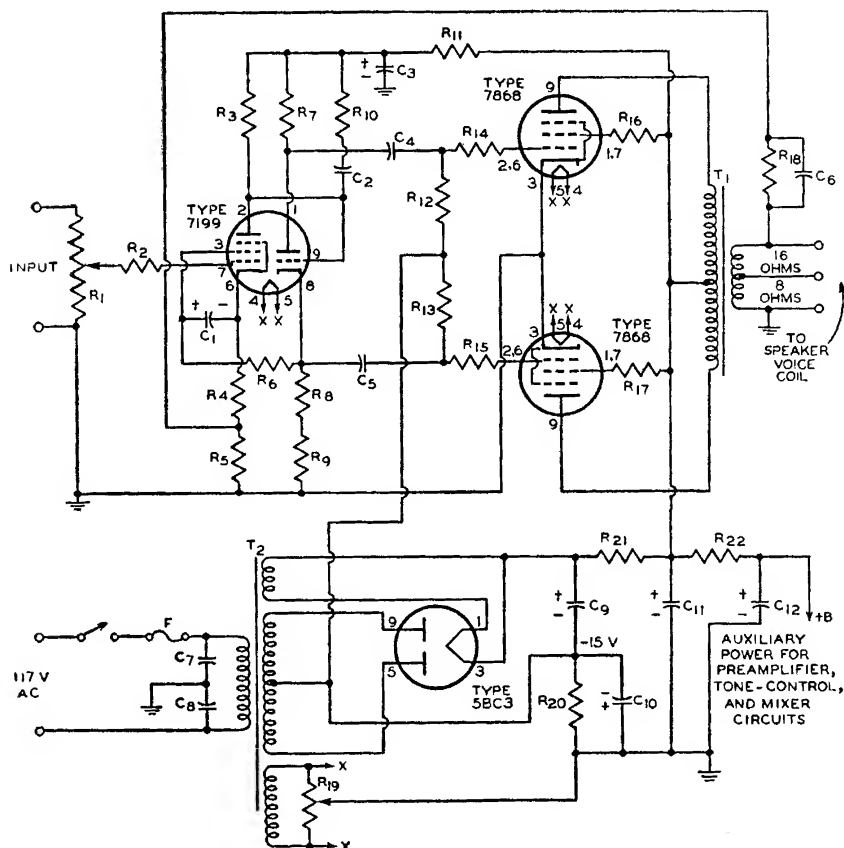 R11
C3
TYPE
7868
9
R3
R7
R10
R16
C4
R14
2,6
1,7
3
5 4
X X
R18
C6
C2
T1
TYPE
7199
2
1
R12
3
7
9
6
8
4
5
X
X
INPUT
R1
R2
16
OHMS
8
OHMS
R13
X X
3
5 4
TYPE
7868
+ -
C1
R6
C5
R15
2,6
1,7
R17
TO
SPEAKER
VOICE
COIL
R4
R8
9
R5
R9
T2
R21
R22
F
9
1
+
-
C9
+
-
C11
+
-
C12
+B
117 V
AC
C7
C8
5
3
TYPE
5BC3
-15 V
R20
-
+
C10
AUXILIARY
POWER FOR
PREAMPLIFIER,
TONE-CONTROL,
AND MIXER
CIRCUITS
X
R19
X